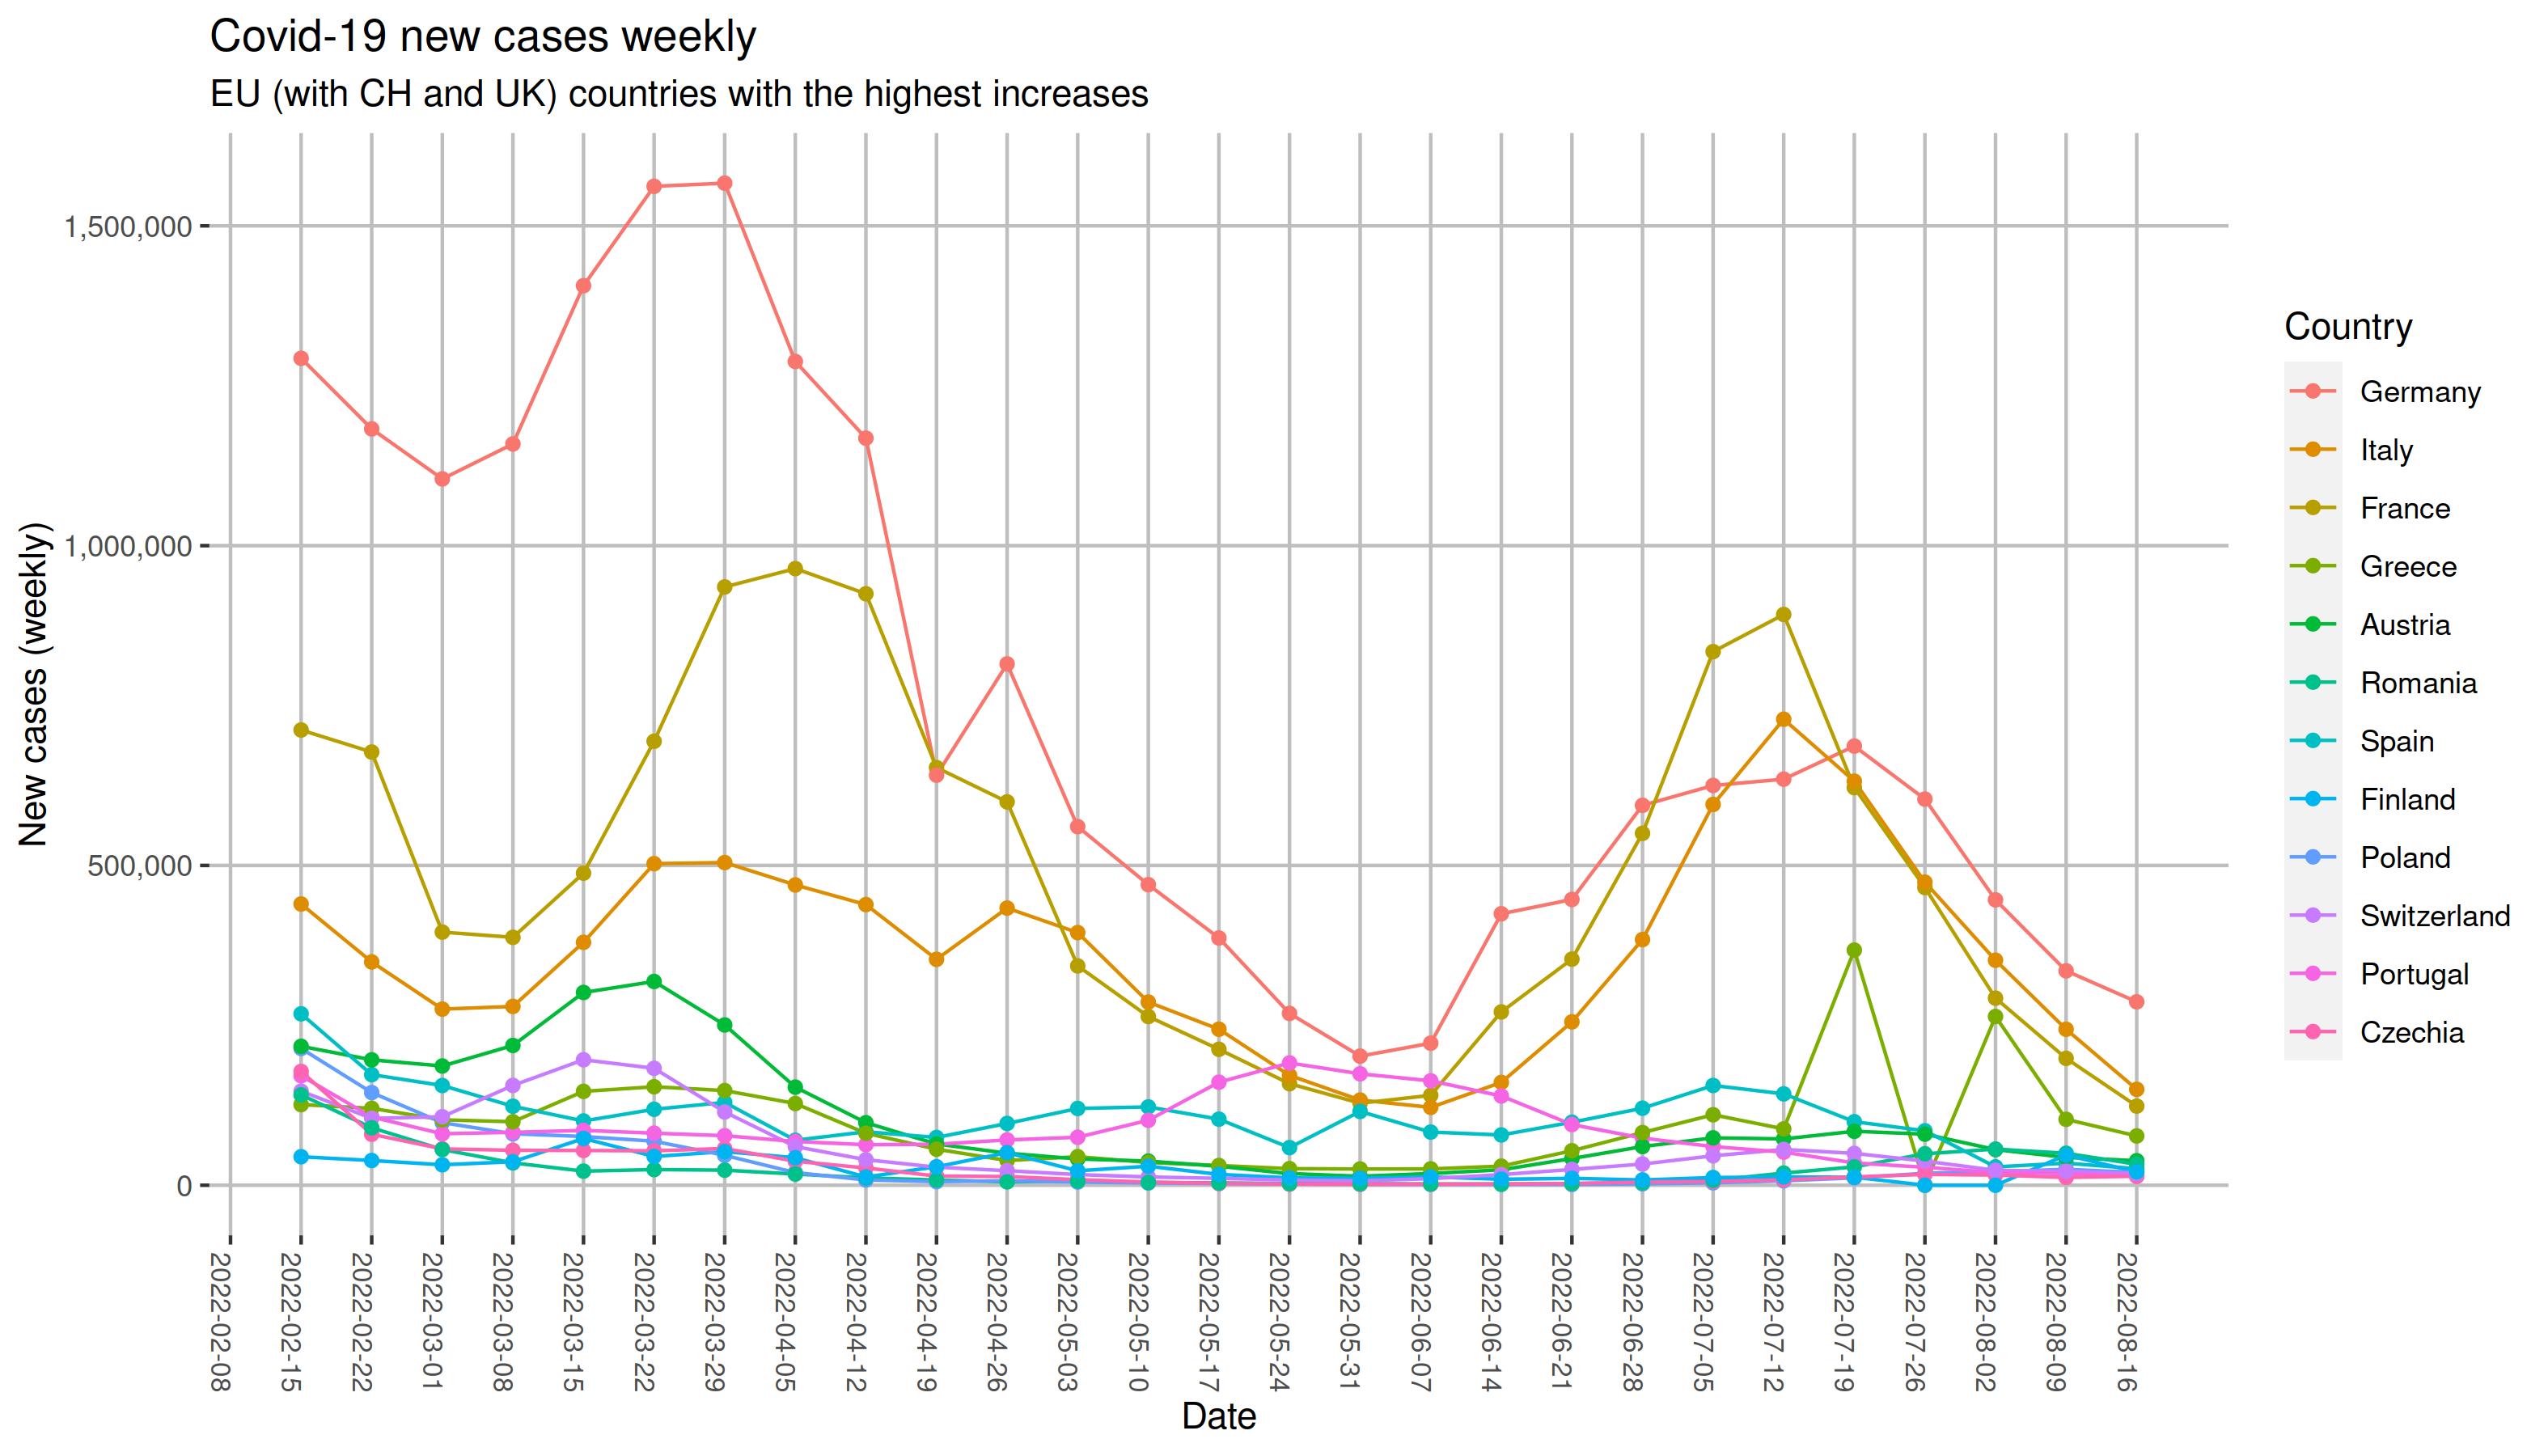 Covid-19 new cases weekly
EU (with CH and UK) countries with the highest increases
New cases (weekly)
1,500,000
1,000,000
500,000
0
2022-02-08
2022-02-15
2022-02-22
2022-03-01
2022-03-08
2022-03-15
2022-03-22
2022-03-29
2022-04-05
2022-04-12
2022-04-19
2022-04-26
2022-05-03
2022-05-10
2022-05-17
2022-05-24
2022-05-31
2022-06-07
2022-06-14
2022-06-21
2022-06-28
2022-07-05
2022-07-12
2022-07-19
2022-07-26
2022-08-02
2022-08-09
2022-08-16
Date
Country
Germany
Italy
France
Greece
Austria
Romania
Spain
Finland
Poland
Switzerland
Portugal
Czechia